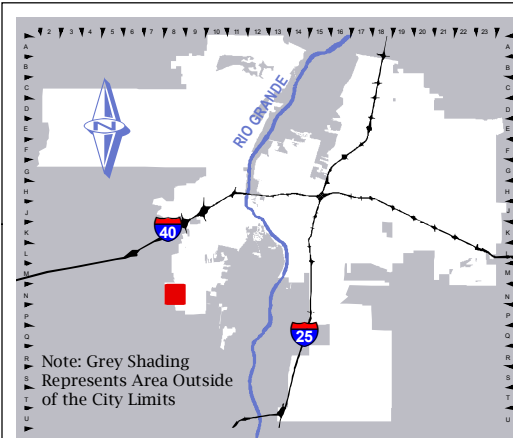 2 3 4 5 6 7 8 9 10 11 12 13 14 15 16 17 18 19 20 21 22 23
A
B
C
D
E
F
G
H
J
K
L
M
N
P
Q
R
S
T
U
N
RIO GRANDE
40
25
Note: Grey Shading
Represents Area Outside
of the City Limits
A
B
C
D
E
F
G
H
J
K
L
M
N
P
Q
R
S
T
U